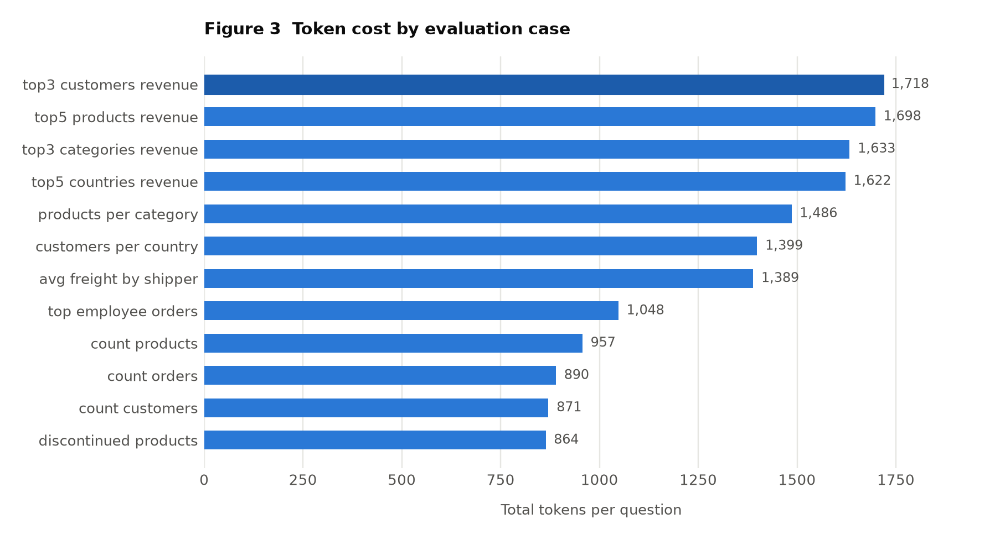 Figure 3  Token cost by evaluation case
top3 customers revenue 1,718
top5 products revenue 1,698
top3 categories revenue 1,633
top5 countries revenue 1,622
products per category 1,486
customers per country 1,399
avg freight by shipper 1,389
top employee orders 1,048
count products 957
count orders 890
count customers 871
discontinued products 864
0 250 500 750 1000 1250 1500 1750
Total tokens per question